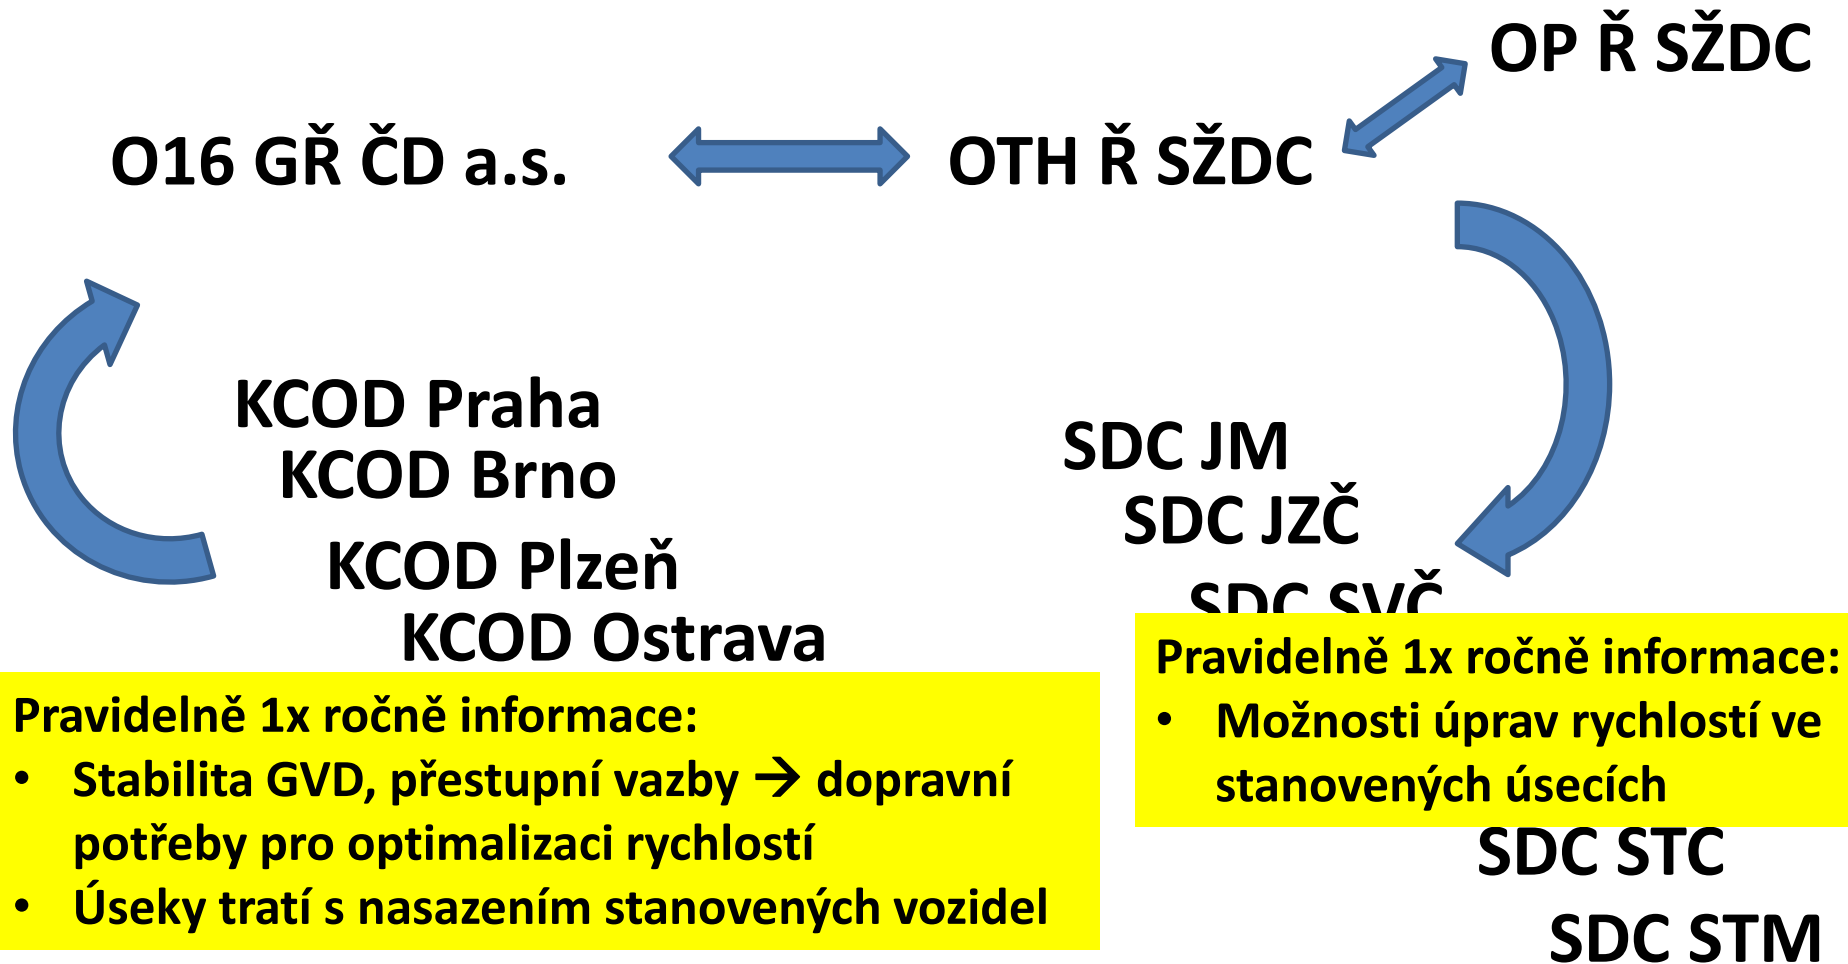 OP Ř SŽDC
O16 GŘ ČD a.s.
OTH Ř SŽDC
KCOD Praha
KCOD Brno
KCOD Plzeň
KCOD Ostrava
Pravidelně 1x ročně informace:
• Stabilita GVD, přestupní vazby → dopravní
potřeby pro optimalizaci rychlostí
• Úseky tratí s nasazením stanovených vozidel
SDC JM
SDC JZČ
SDC SVČ
Pravidelně 1x ročně informace:
• Možnosti úprav rychlostí ve
stanovených úsecích
SDC STC
SDC STM